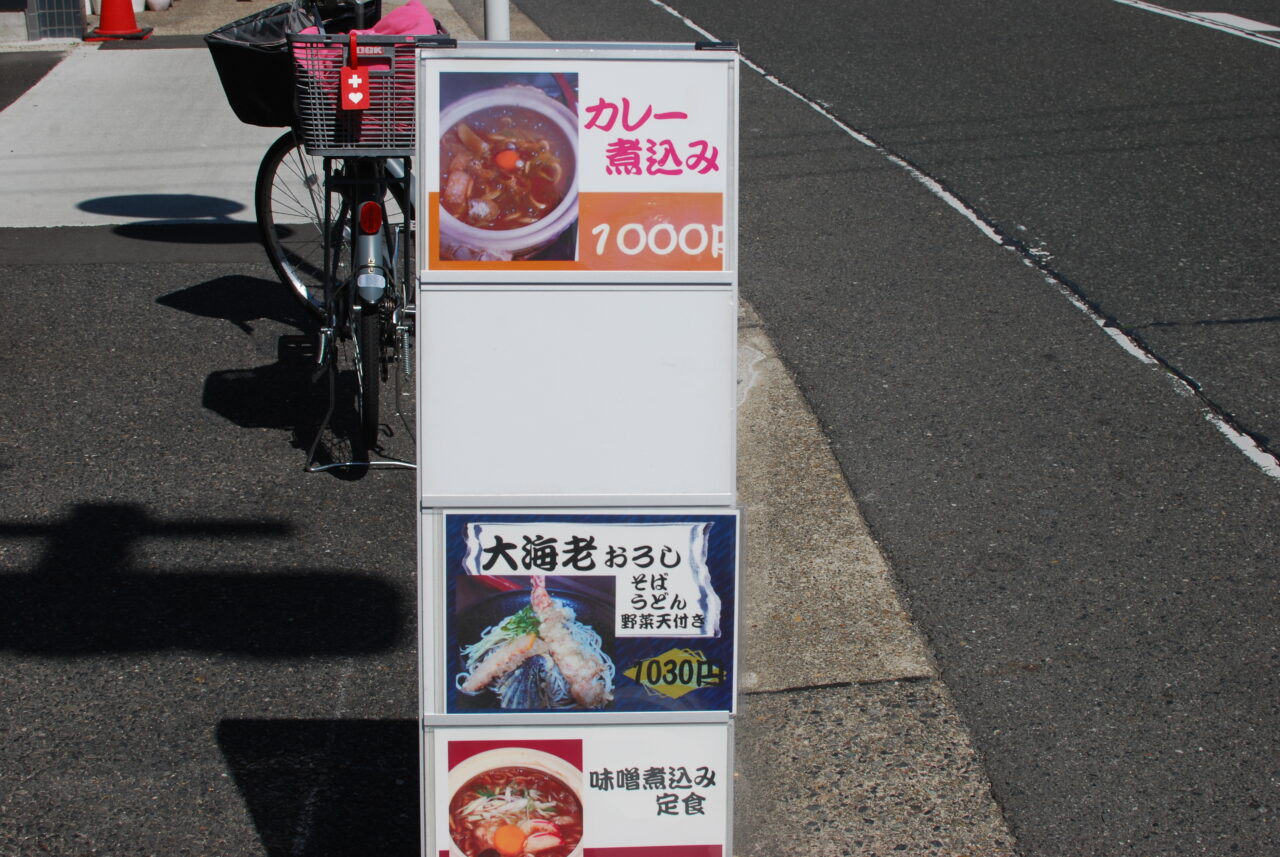 OGK
カレー
煮込み
1000円
大海老おろし
そば
うどん
野菜天付き
1030円
味噌煮込み
定食